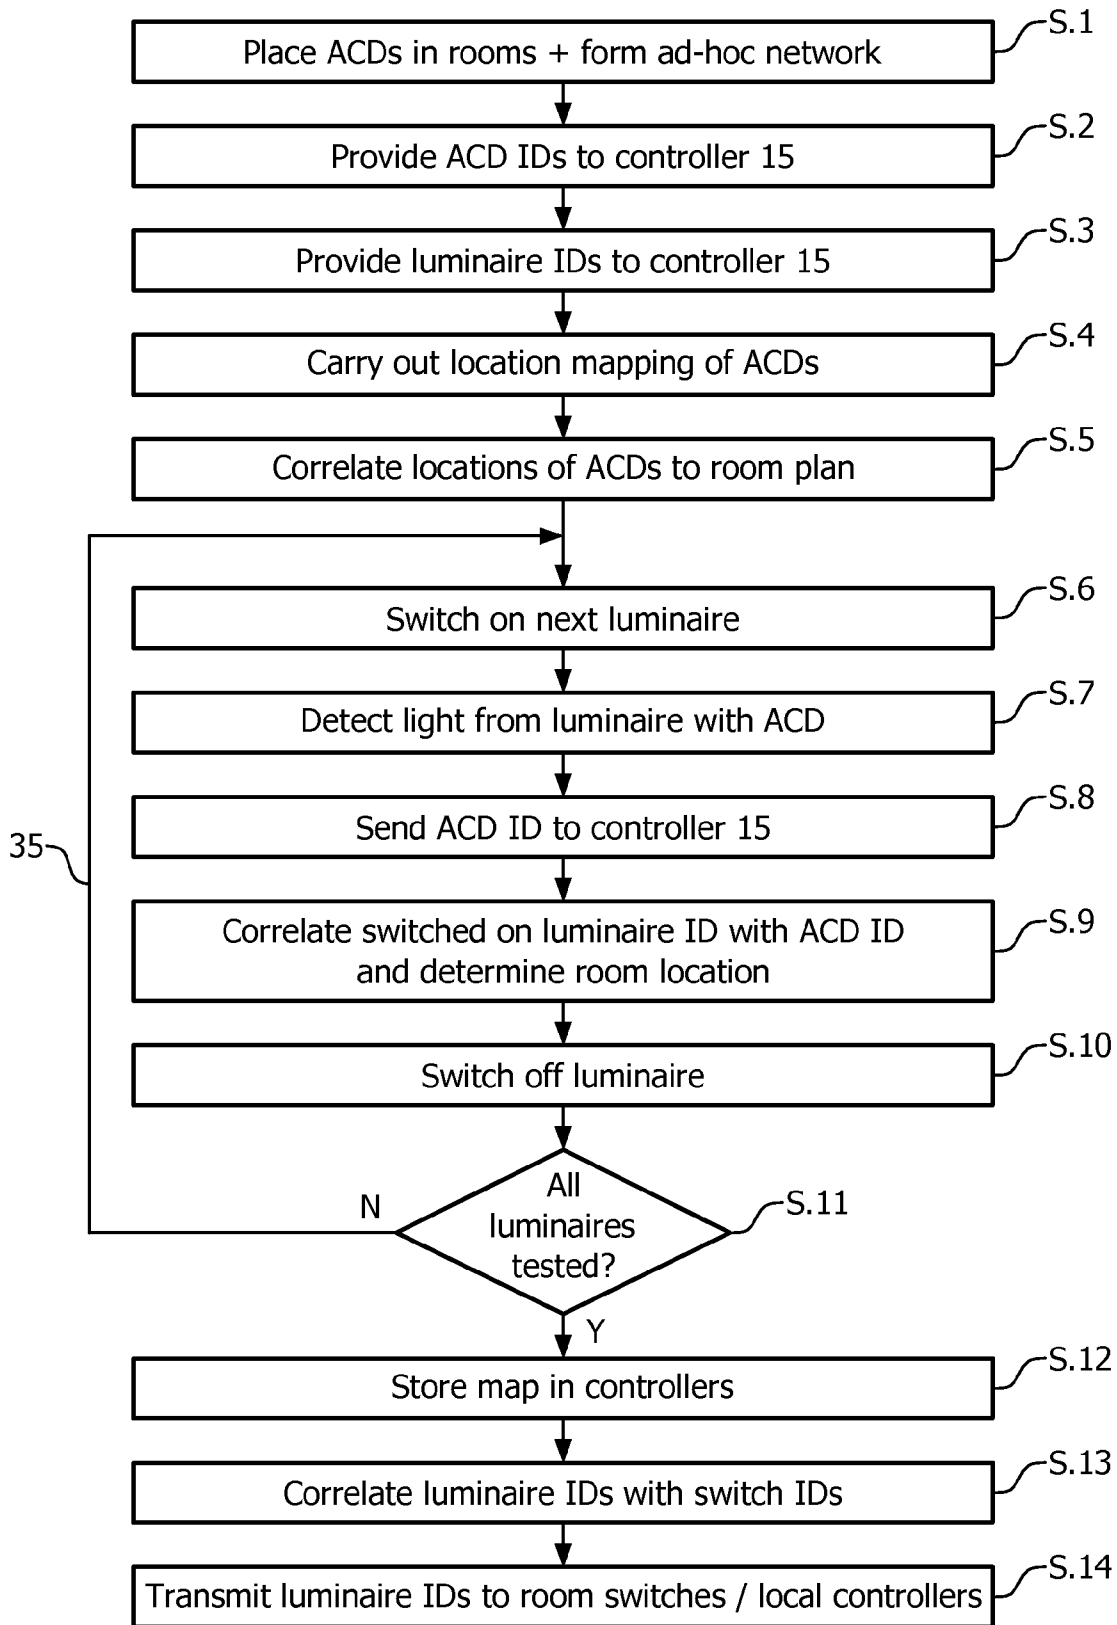 Place ACDs in rooms + form ad-hoc network
S.1
Provide ACD IDs to controller 15
S.2
Provide luminaire IDs to controller 15
S.3
Carry out location mapping of ACDs
S.4
Correlate locations of ACDs to room plan
S.5
Switch on next luminaire
S.6
Detect light from luminaire with ACD
S.7
Send ACD ID to controller 15
S.8
35
Correlate switched on luminaire ID with ACD ID
and determine room location
S.9
Switch off luminaire
S.10
All
luminaires
tested?
S.11
N
Y
Store map in controllers
S.12
Correlate luminaire IDs with switch IDs
S.13
Transmit luminaire IDs to room switches / local controllers
S.14